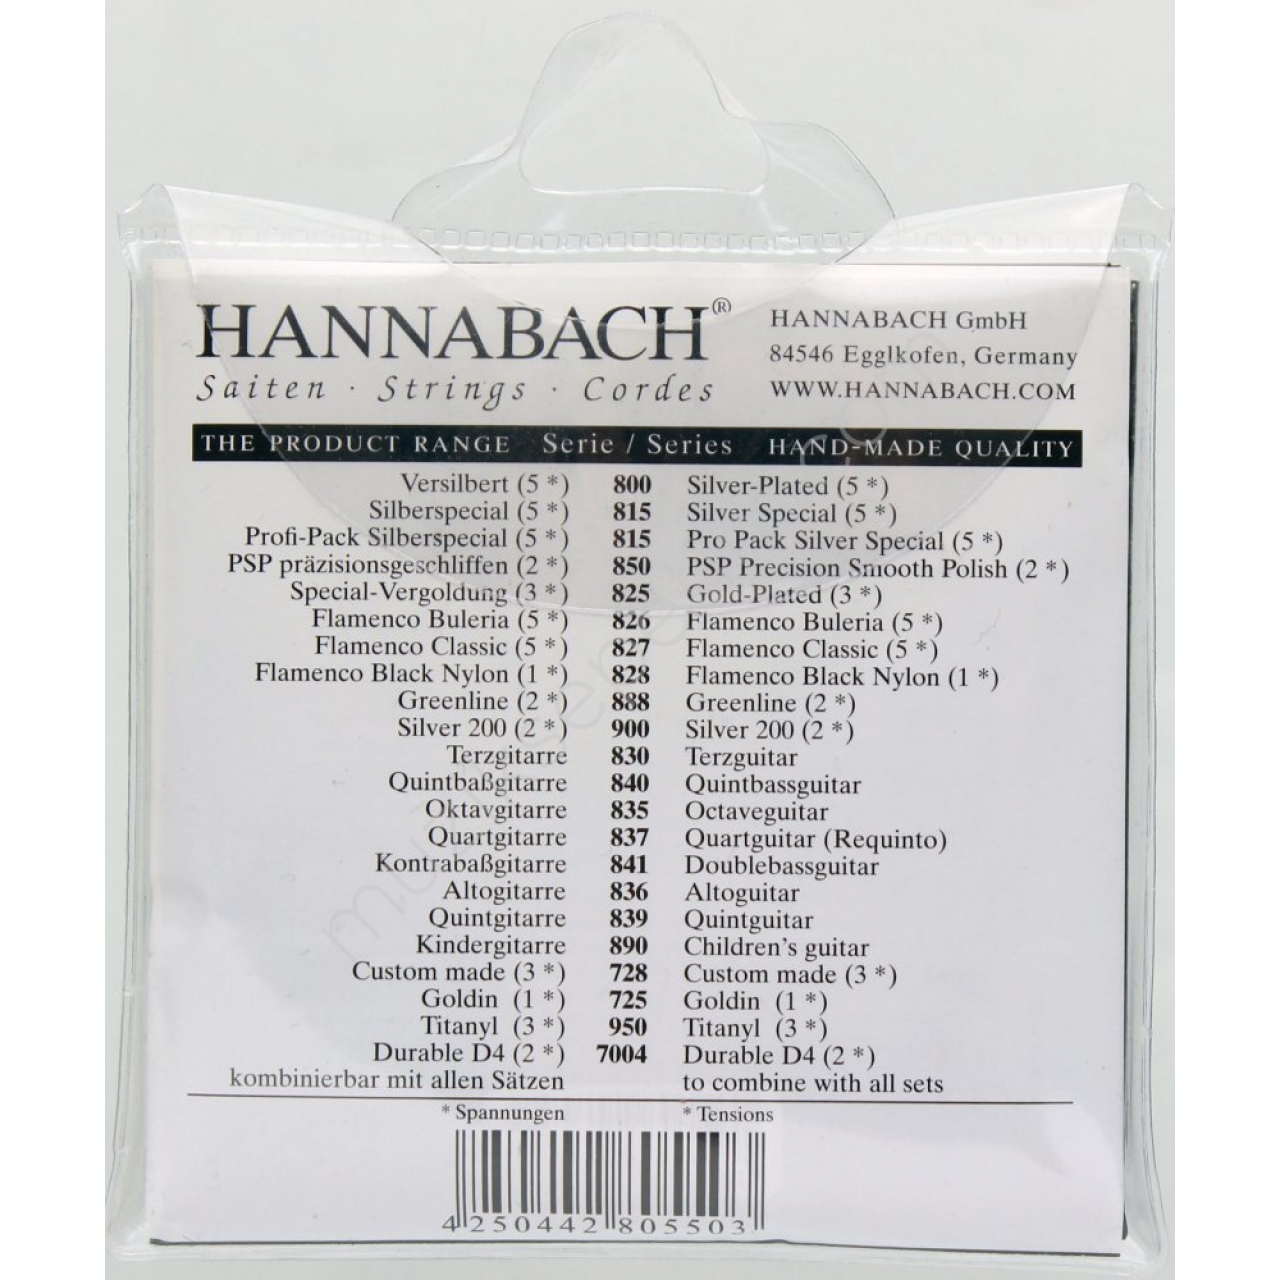 HANNABACH®
Saiten · Strings · Cordes
HANNABACH GmbH
84546 Egglkofen, Germany
WWW.HANNABACH.COM
THE PRODUCT RANGE Serie / Series HAND-MADE QUALITY
Versilbert (5 *) 800 Silver-Plated (5 *)
Silberspecial (5 *) 815 Silver Special (5 *)
Profi-Pack Silberspecial (5 *) 815 Pro Pack Silver Special (5 *)
PSP präzisionsgeschliffen (2 *) 850 PSP Precision Smooth Polish (2 *)
Special-Vergoldung (3 *) 825 Gold-Plated (3 *)
Flamenco Buleria (5 *) 826 Flamenco Buleria (5 *)
Flamenco Classic (5 *) 827 Flamenco Classic (5 *)
Flamenco Black Nylon (1 *) 828 Flamenco Black Nylon (1 *)
Greenline (2 *) 888 Greenline (2 *)
Silver 200 (2 *) 900 Silver 200 (2 *)
Terzgitarre 830 Terzguitar
Quintbaßgitarre 840 Quintbassguitar
Oktavgitarre 835 Octaveguitar
Quartgitarre 837 Quartguitar (Requinto)
Kontrabaßgitarre 841 Doublebassguitar
Altogitarre 836 Altoguitar
Quintgitarre 839 Quintguitar
Kindergitarre 890 Children's guitar
Custom made (3 *) 728 Custom made (3 *)
Goldin (1 *) 725 Goldin (1 *)
Titanyl (3 *) 950 Titanyl (3 *)
Durable D4 (2 *) 7004 Durable D4 (2 *)
kombinierbar mit allen Sätzen to combine with all sets
* Spannungen * Tensions
4 250442 805503